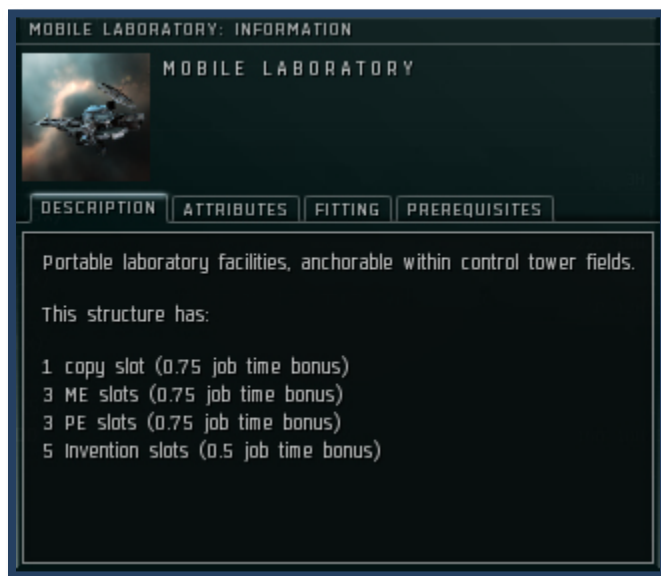 MOBILE LABORATORY: INFORMATION
MOBILE LABORATORY
DESCRIPTION ATTRIBUTES FITTING PREREQUISITES
Portable laboratory facilities, anchorable within control tower fields.
This structure has:
1 copy slot (0.75 job time bonus)
3 ME slots (0.75 job time bonus)
3 PE slots (0.75 job time bonus)
5 Invention slots (0.5 job time bonus)